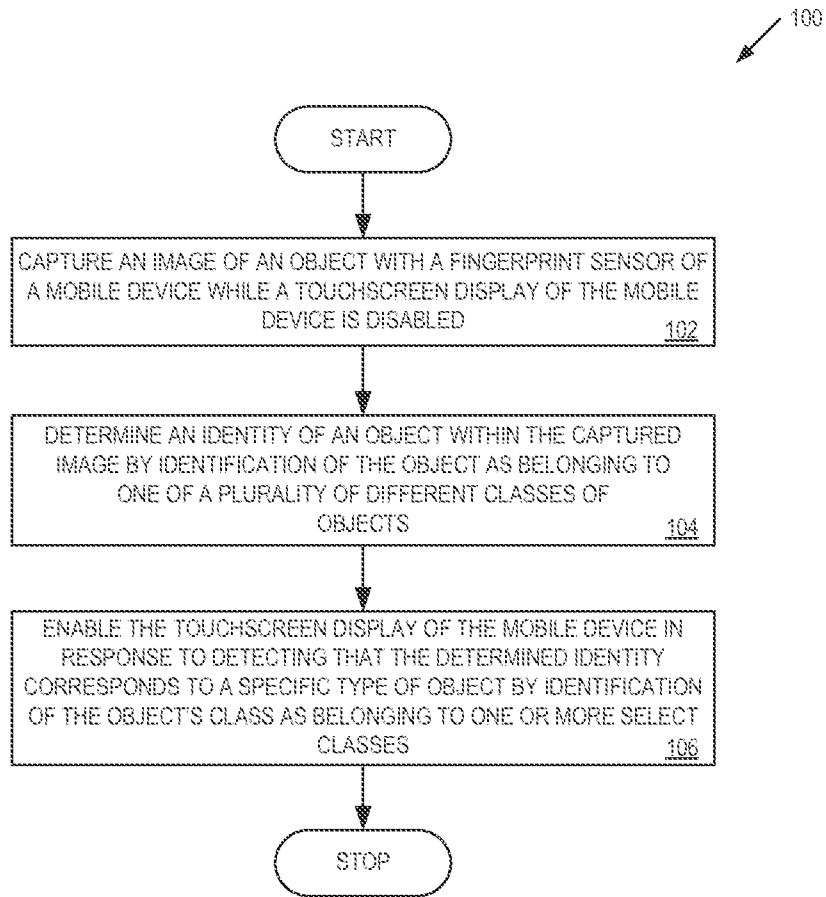 100
START
CAPTURE AN IMAGE OF AN OBJECT WITH A FINGERPRINT SENSOR OF
A MOBILE DEVICE WHILE A TOUCHSCREEN DISPLAY OF THE MOBILE
DEVICE IS DISABLED
102
DETERMINE AN IDENTITY OF AN OBJECT WITHIN THE CAPTURED
IMAGE BY IDENTIFICATION OF THE OBJECT AS BELONGING TO
ONE OF A PLURALITY OF DIFFERENT CLASSES OF
OBJECTS
104
ENABLE THE TOUCHSCREEN DISPLAY OF THE MOBILE DEVICE IN
RESPONSE TO DETECTING THAT THE DETERMINED IDENTITY
CORRESPONDS TO A SPECIFIC TYPE OF OBJECT BY IDENTIFICATION
OF THE OBJECT'S CLASS AS BELONGING TO ONE OR MORE SELECT
CLASSES
106
STOP